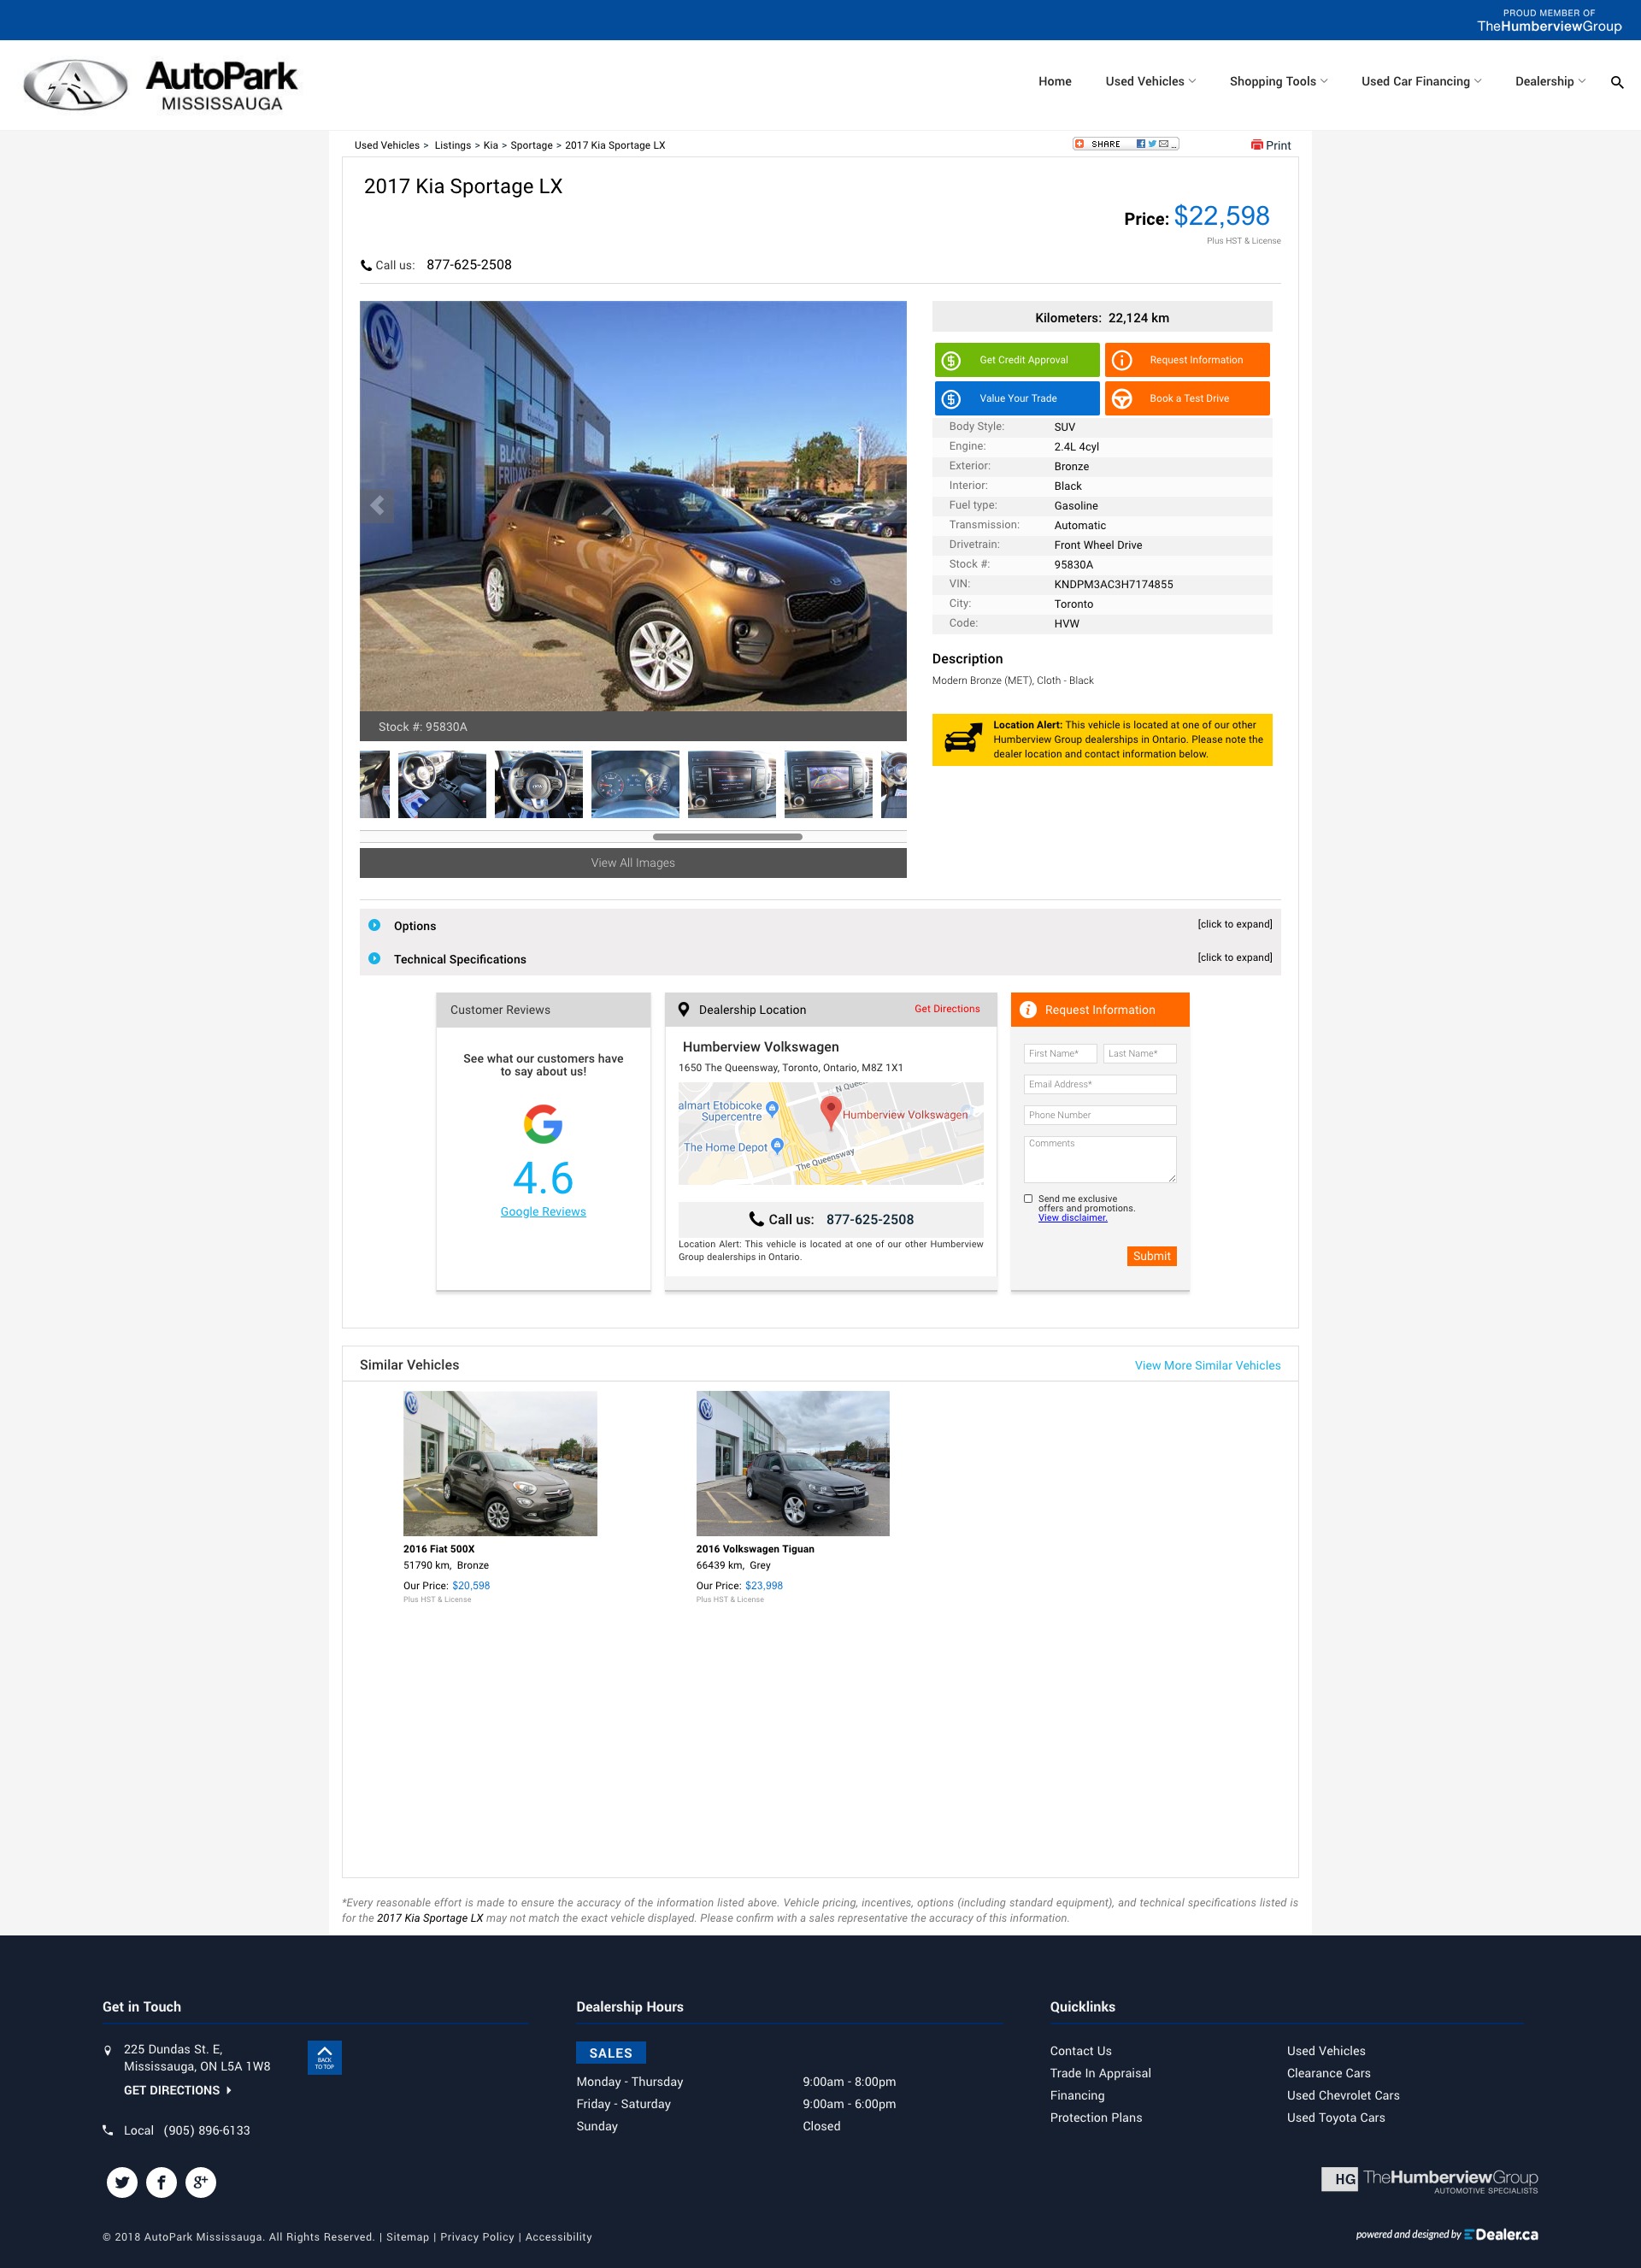 PROUD MEMBER OF
TheHumberviewGroup
AutoPark
MISSISSAUGA
Home
Used Vehicles
Shopping Tools
Used Car Financing
Dealership
Used Vehicles > Listings > Kia > Sportage > 2017 Kia Sportage LX
SHARE
Print
2017 Kia Sportage LX
Price: $22,598
Plus HST & License
Call us: 877-625-2508
Humberview
BLACK
FRIDAY
Stock #: 95830A
View All Images
Kilometers: 22,124 km
Get Credit Approval
Request Information
Value Your Trade
Book a Test Drive
Body Style: SUV
Engine: 2.4L 4cyl
Exterior: Bronze
Interior: Black
Fuel type: Gasoline
Transmission: Automatic
Drivetrain: Front Wheel Drive
Stock #: 95830A
VIN: KNDPM3AC3H7174855
City: Toronto
Code: HVW
Description
Modern Bronze (MET), Cloth - Black
Location Alert: This vehicle is located at one of our other
Humberview Group dealerships in Ontario. Please note the
dealer location and contact information below.
Options [click to expand]
Technical Specifications [click to expand]
Customer Reviews
See what our customers have
to say about us!
4.6
Google Reviews
Dealership Location
Get Directions
Humberview Volkswagen
1650 The Queensway, Toronto, Ontario, M8Z 1X1
N Quee
almart Etobicoke
Supercentre
Humberview Volkswagen
The Home Depot
The Queensway
Call us: 877-625-2508
Location Alert: This vehicle is located at one of our other Humberview
Group dealerships in Ontario.
Request Information
First Name*
Last Name*
Email Address*
Phone Number
Comments
Send me exclusive
offers and promotions.
View disclaimer.
Submit
Similar Vehicles
View More Similar Vehicles
2016 Fiat 500X
51790 km, Bronze
Our Price: $20,598
Plus HST & License
2016 Volkswagen Tiguan
66439 km, Grey
Our Price: $23,998
Plus HST & License
*Every reasonable effort is made to ensure the accuracy of the information listed above. Vehicle pricing, incentives, options (including standard equipment), and technical specifications listed is
for the 2017 Kia Sportage LX may not match the exact vehicle displayed. Please confirm with a sales representative the accuracy of this information.
Get in Touch
225 Dundas St. E,
Mississauga, ON L5A 1W8
GET DIRECTIONS
BACK
TO TOP
Local (905) 896-6133
Dealership Hours
SALES
Monday - Thursday 9:00am - 8:00pm
Friday - Saturday 9:00am - 6:00pm
Sunday Closed
Quicklinks
Contact Us
Trade In Appraisal
Financing
Protection Plans
Used Vehicles
Clearance Cars
Used Chevrolet Cars
Used Toyota Cars
HG TheHumberviewGroup
AUTOMOTIVE SPECIALISTS
© 2018 AutoPark Mississauga. All Rights Reserved. | Sitemap | Privacy Policy | Accessibility
powered and designed by EDealer.ca